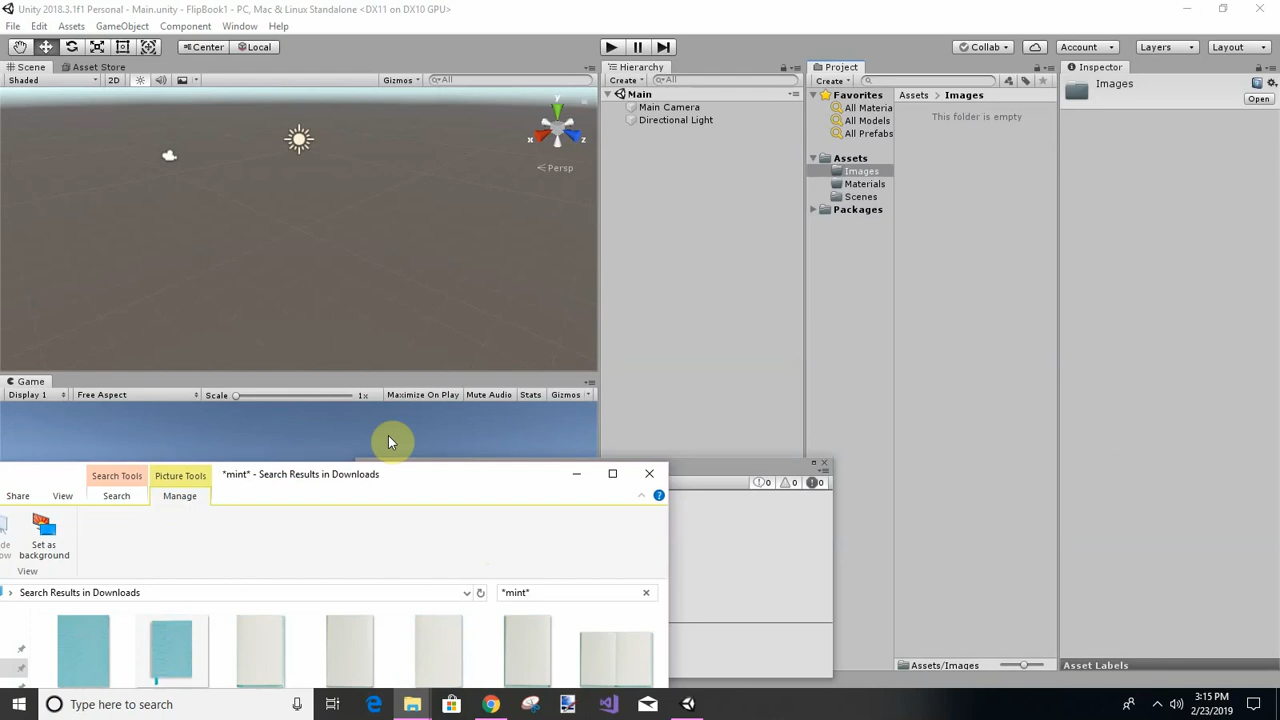 Unity 2018.3.1f1 Personal - Main.unity - FlipBook1 - PC, Mac & Linux Standalone <DX11 on DX10 GPU>
File Edit Assets GameObject Component Window Help
Center Local Collab Account Layers Layout
Scene Asset Store Hierarchy Project Inspector
Shaded 2D Gizmos All Create All Create
Main
Main Camera
Directional Light
y
x
z
Persp
Favorites
All Materia
All Models
All Prefabs
Assets
Images
Materials
Scenes
Packages
Assets > Images
This folder is empty
Images
Open
Game
Display 1 Free Aspect Scale 1x Maximize On Play Mute Audio Stats Gizmos
0 0 0
Search Tools Picture Tools *mint* - Search Results in Downloads
Share View Search Manage
Set as
background
View
Search Results in Downloads *mint*
Assets/Images Asset Labels
Type here to search
3:15 PM
2/23/2019